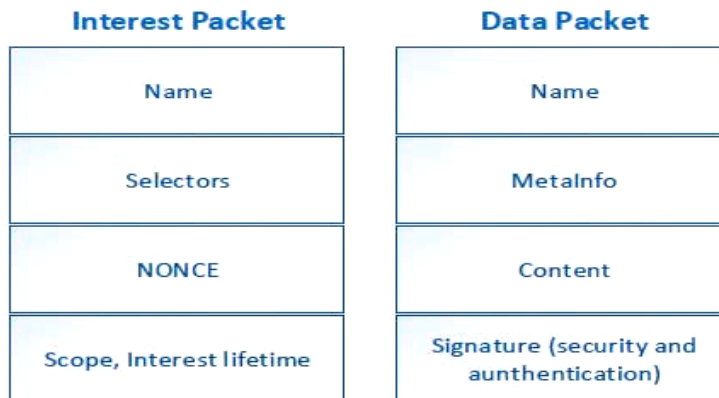 Interest Packet
Name
Selectors
NONCE
Scope, Interest lifetime
Data Packet
Name
MetaInfo
Content
Signature (security and
aunthentication)